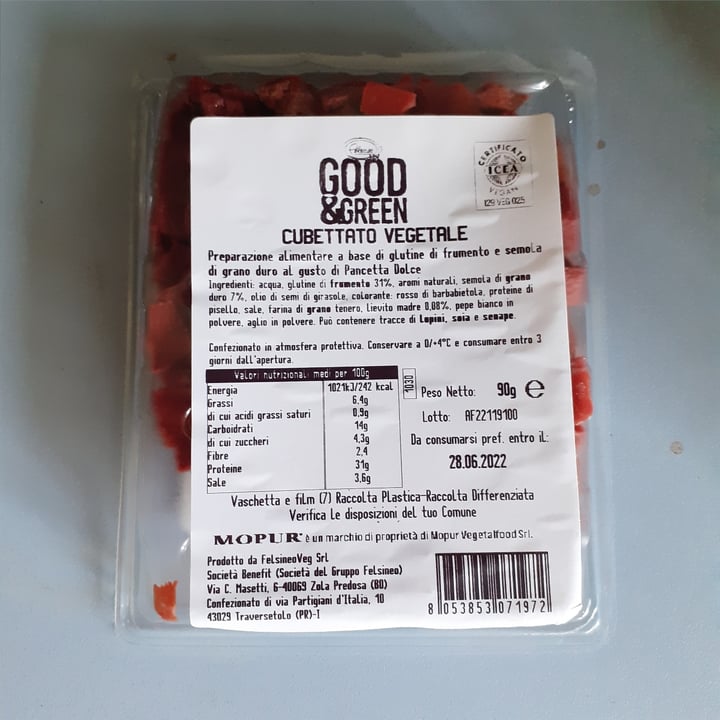 GOOD
&GREEN
CERTIFICATO
ICEA
VEGAN
129 VEG 025
CUBETTATO VEGETALE
Preparazione alimentare a base di glutine di frumento e semola
di grano duro al gusto di Pancetta Dolce
Ingredienti: acqua, glutine di frumento 31%, aromi naturali, semola di grano
duro 7%, olio di semi di girasole, colorante: rosso di barbabietola, proteine di
pisello, sale, farina di grano tenero, lievito madre 0,08%, pepe bianco in
polvere, aglio in polvere. Può contenere tracce di Lupini, soia e senape.
Confezionato in atmosfera protettiva. Conservare a 0/+4°C e consumare entro 3
giorni dall'apertura.
Valori nutrizionali medi per 100g
Energia 1021kJ/242 kcal
Grassi 6,4g
di cui acidi grassi saturi 0,9g
Carboidrati 14g
di cui zuccheri 4,3g
Fibre 2,4
Proteine 31g
Sale 3,6g
1030
Peso Netto: 90g e
Lotto: AF22119100
Da consumarsi pref. entro il:
28.06.2022
Vaschetta e film (7) Raccolta Plastica-Raccolta Differenziata
Verifica le disposizioni del tuo Comune
MOPUR® è un marchio di proprietà di Mopur Vegetalfood Srl.
Prodotto da FelsineoVeg Srl
Società Benefit (Società del Gruppo Felsineo)
Via C. Masetti, 6-40069 Zola Predosa (BO)
Confezionato di via Partigiani d'Italia, 10
43029 Traversetolo (PR)-I
8 053853 071972